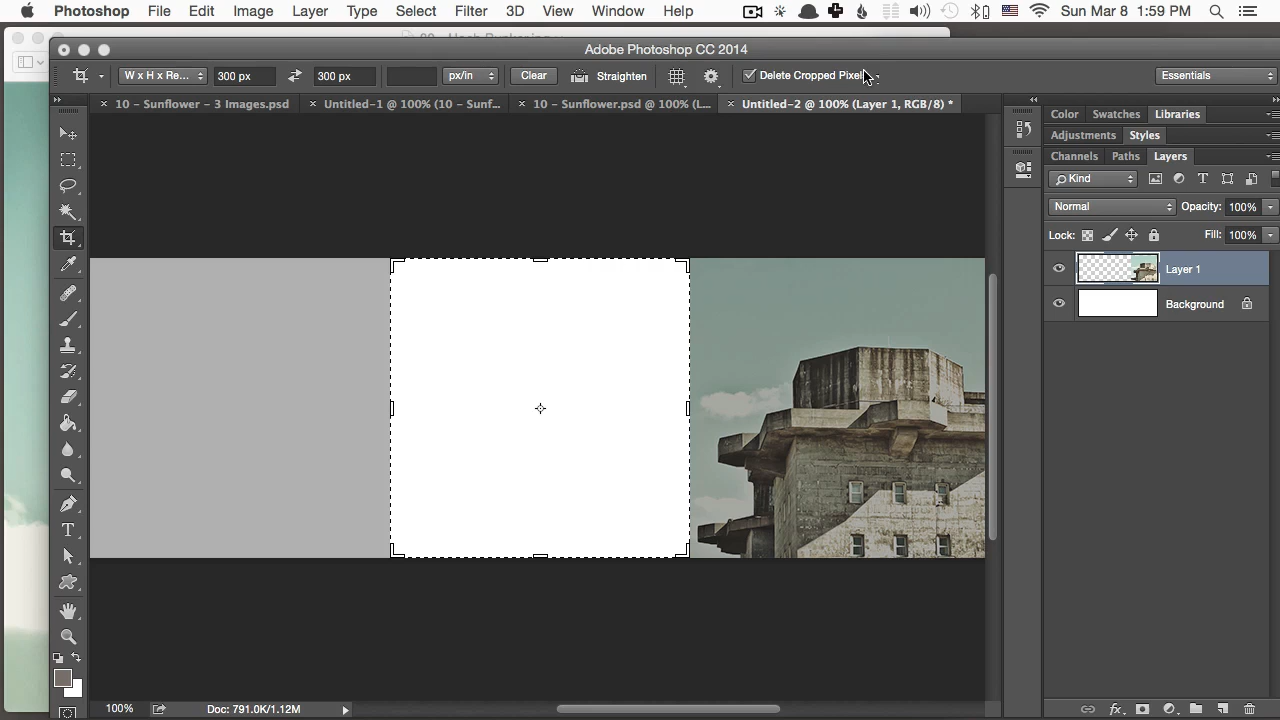 Photoshop File Edit Image Layer Type Select Filter 3D View Window Help Sun Mar 8 1:59 PM
Adobe Photoshop CC 2014
W x H x Re... 300 px 300 px px/in Clear Straighten Delete Cropped Pixels Essentials
10 - Sunflower - 3 Images.psd Untitled-1 @ 100% (10 - Sunf... 10 - Sunflower.psd @ 100% (L... Untitled-2 @ 100% (Layer 1, RGB/8) *
Color Swatches Libraries
Adjustments Styles
Channels Paths Layers
Kind
Normal Opacity: 100%
Lock: Fill: 100%
Layer 1
Background
100% Doc: 791.0K/1.12M